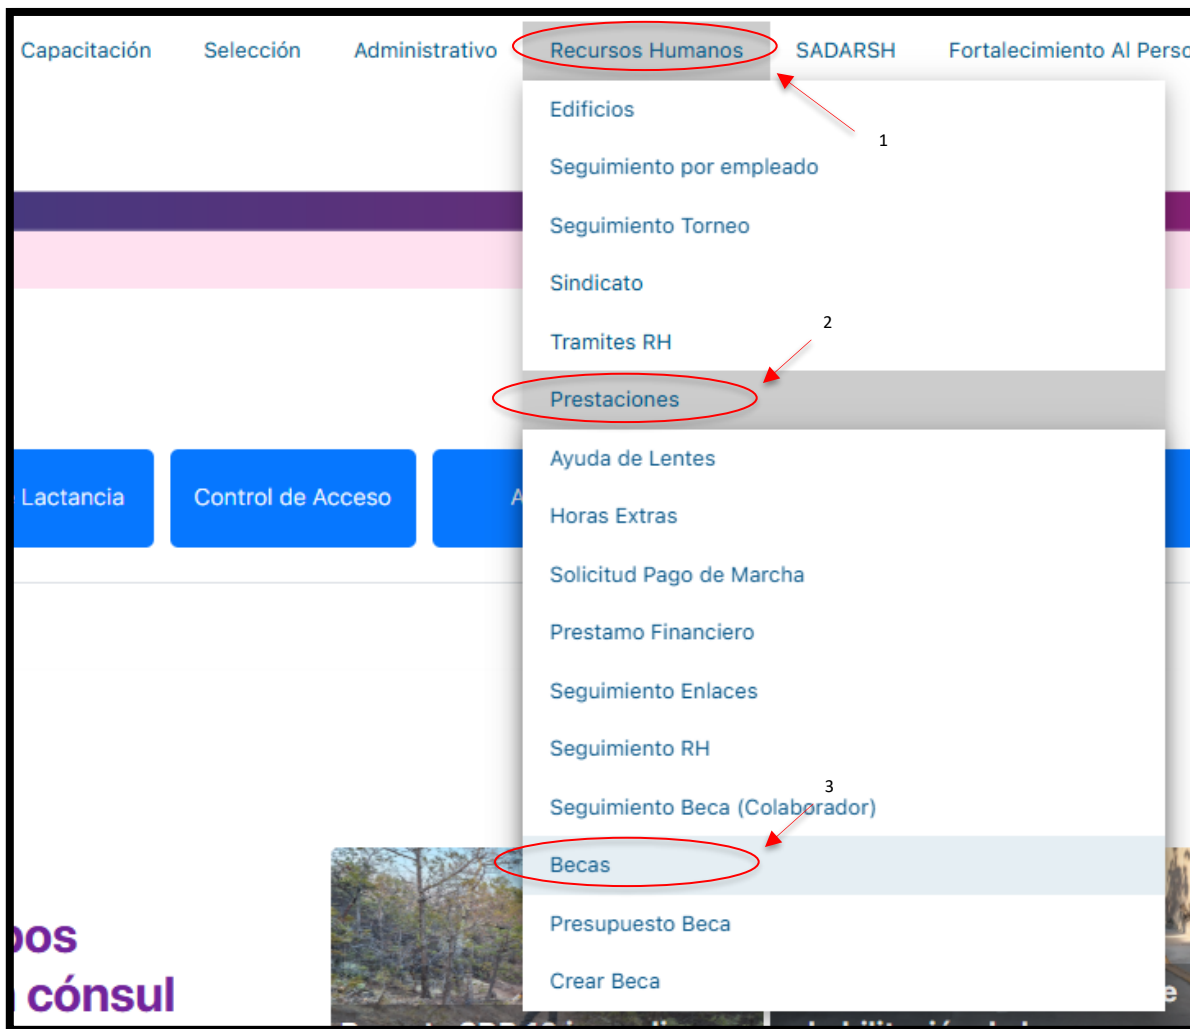 Capacitación Selección Administrativo Recursos Humanos SADARSH Fortalecimiento Al
Edificios
1
Seguimiento por empleado
Seguimiento Torneo
Sindicato
2
Tramites RH
Prestaciones
Ayuda de Lentes
Lactancia Control de Acceso
Horas Extras
Solicitud Pago de Marcha
Prestamo Financiero
Seguimiento Enlaces
Seguimiento RH
3
Seguimiento Beca (Colaborador)
Becas
Presupuesto Beca
Crear Beca
cónsul